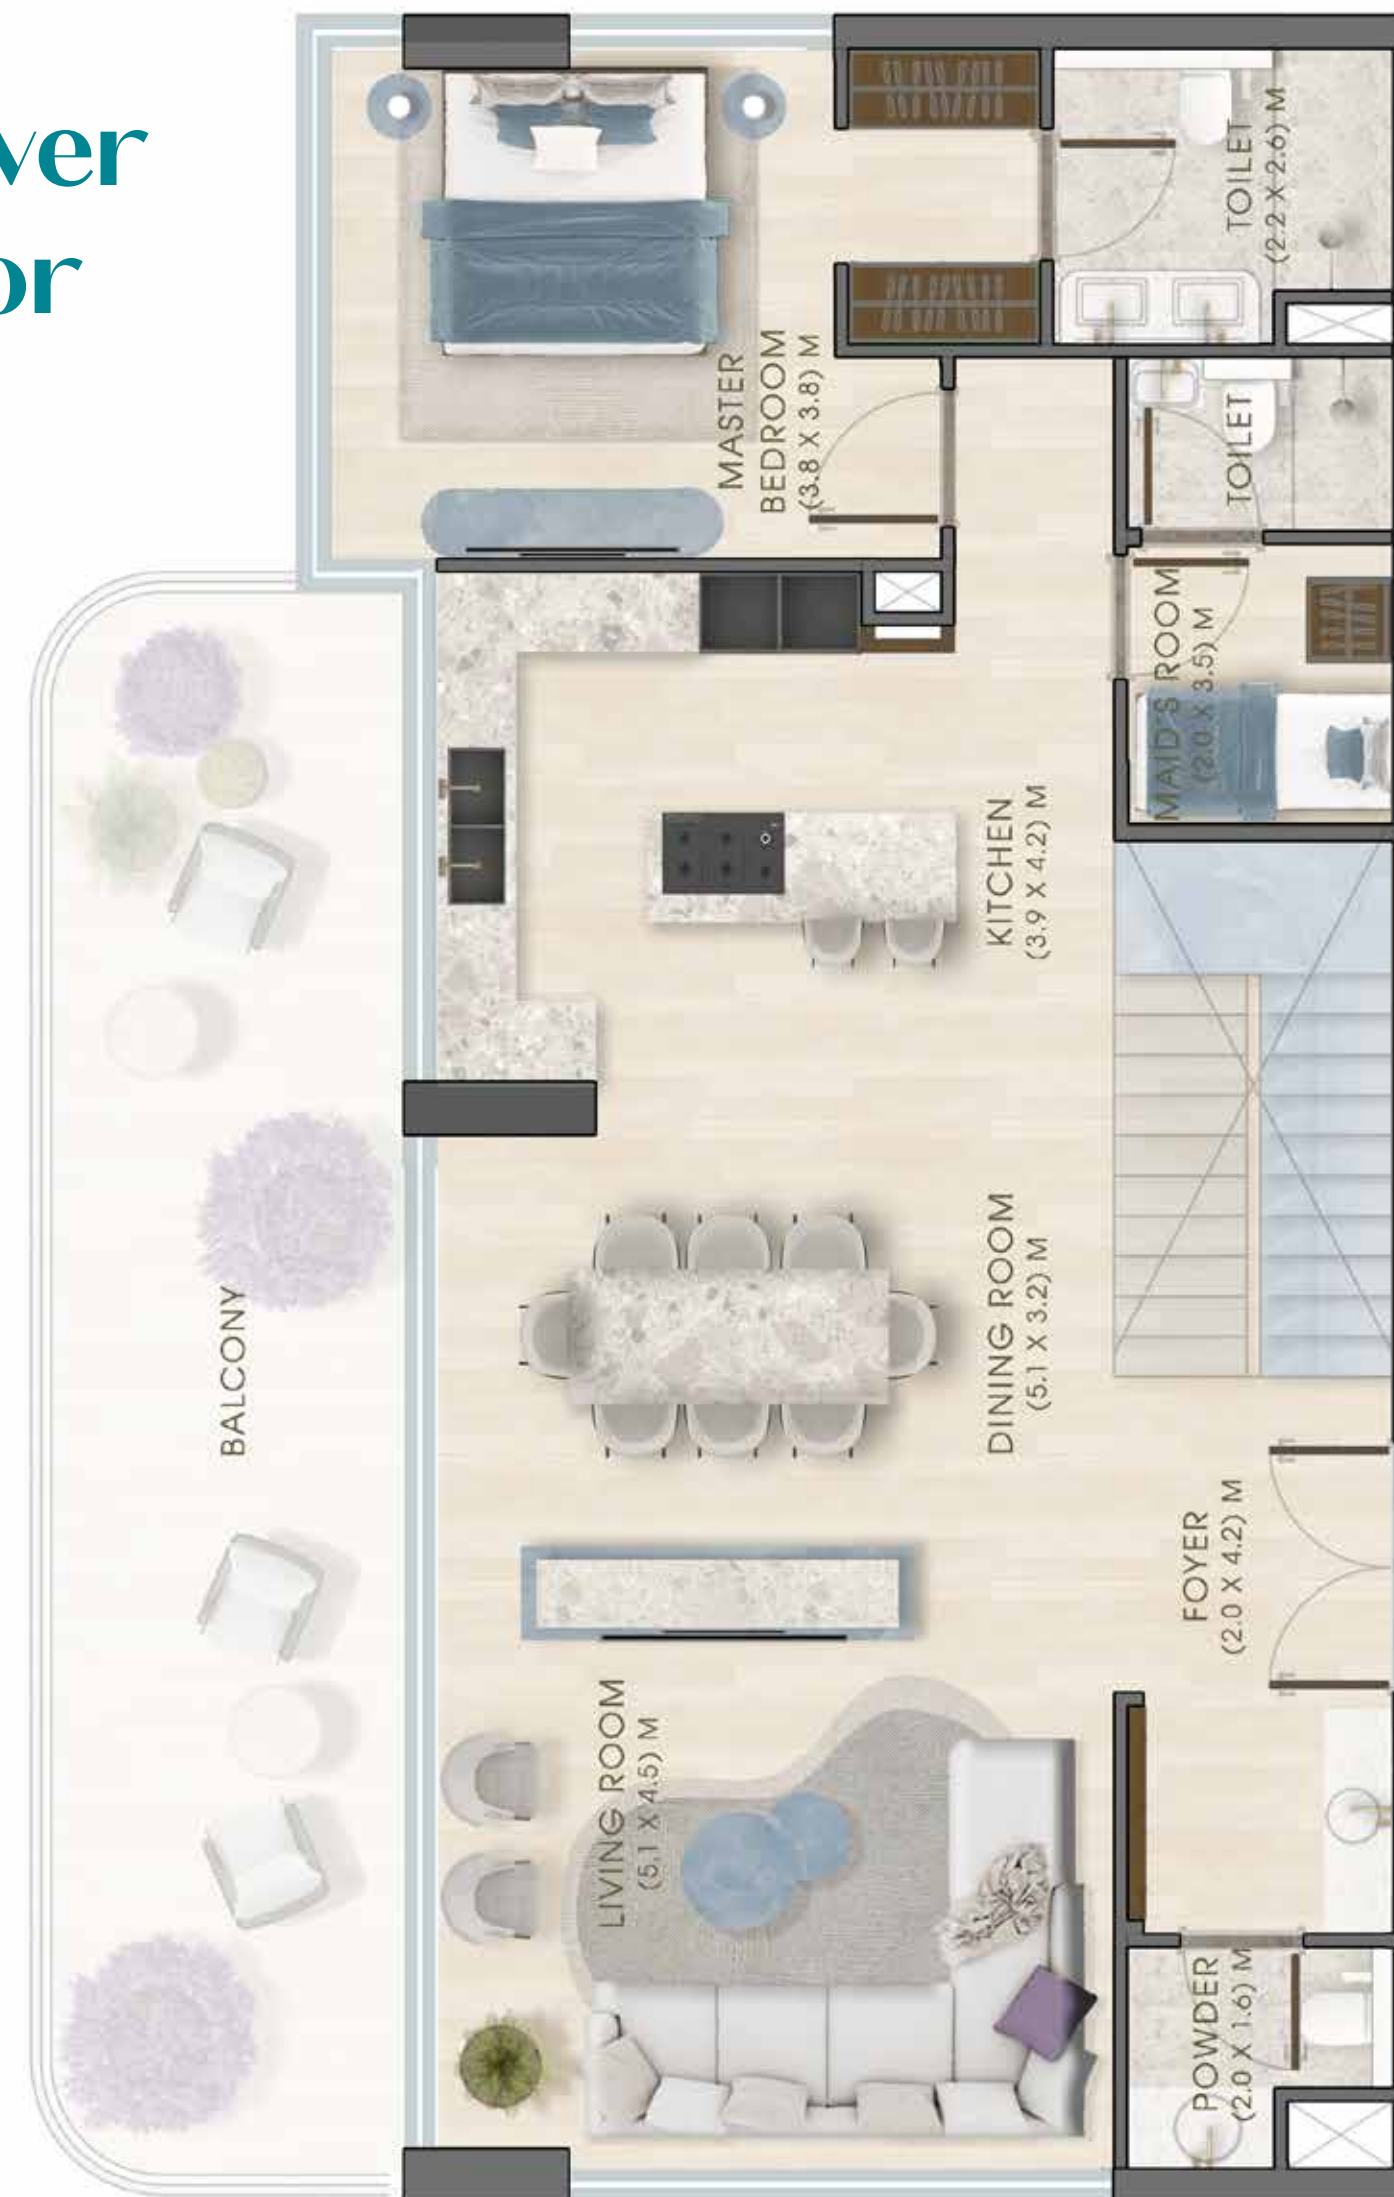 MASTER
BEDROOM
(3.8 X 3.8) M
TOILET
(2.2 X 2.6) M
TOILET
MAID'S ROOM
(2.0 X 3.5) M
KITCHEN
(3.9 X 4.2) M
BALCONY
DINING ROOM
(5.1 X 3.2) M
FOYER
(2.0 X 4.2) M
LIVING ROOM
(5.1 X 4.5) M
POWDER
(2.0 X 1.6) M